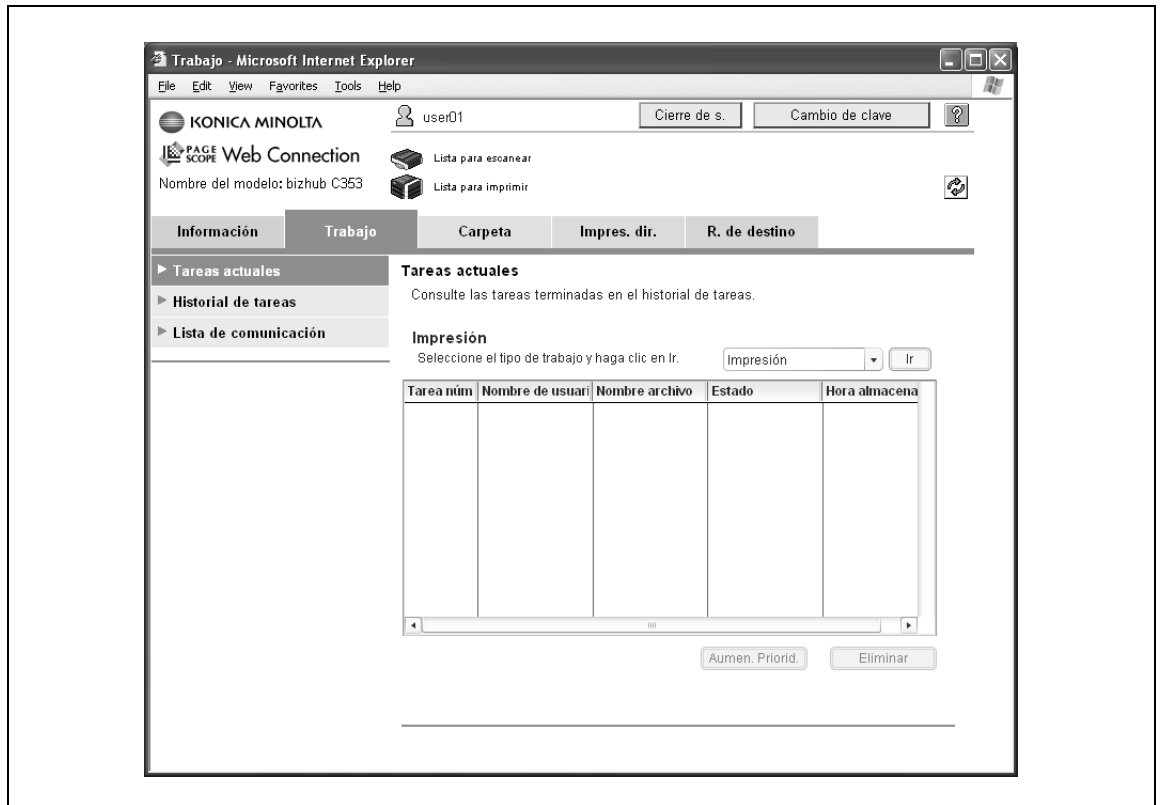 Trabajo - Microsoft Internet Explorer
File Edit View Favorites Tools Help
KONICA MINOLTA
user01
Cierre de s.
Cambio de clave
?
PAGE SCOPE Web Connection
Lista para escanear
Nombre del modelo: bizhub C353
Lista para imprimir
Información Trabajo Carpeta Impres. dir. R. de destino
Tareas actuales
Historial de tareas
Lista de comunicación
Tareas actuales
Consulte las tareas terminadas en el historial de tareas.
Impresión
Seleccione el tipo de trabajo y haga clic en Ir.
Impresión
Ir
Tarea núm Nombre de usuari Nombre archivo Estado Hora almacena
Aumen. Priorid.
Eliminar